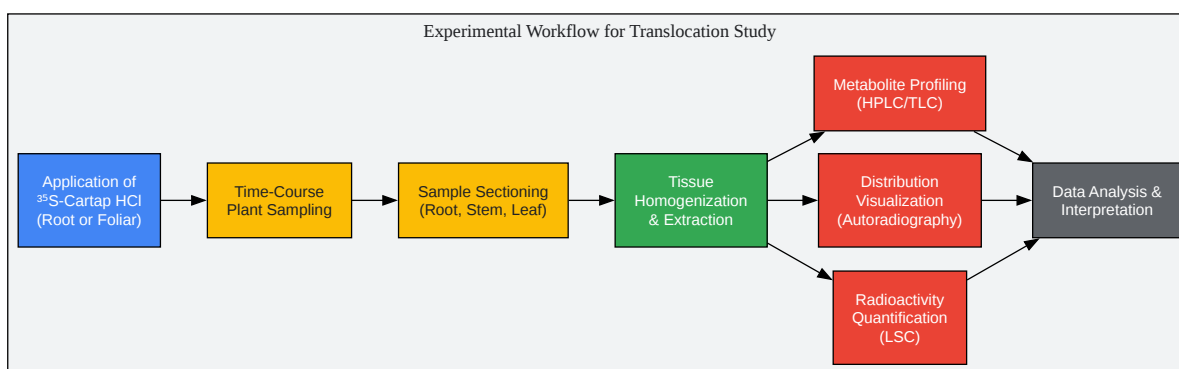 Experimental Workflow for Translocation Study
Application of
³⁵S-Cartap HCl
(Root or Foliar)
Time-Course
Plant Sampling
Sample Sectioning
(Root, Stem, Leaf)
Tissue
Homogenization
& Extraction
Metabolite Profiling
(HPLC/TLC)
Distribution
Visualization
(Autoradiography)
Radioactivity
Quantification
(LSC)
Data Analysis &
Interpretation